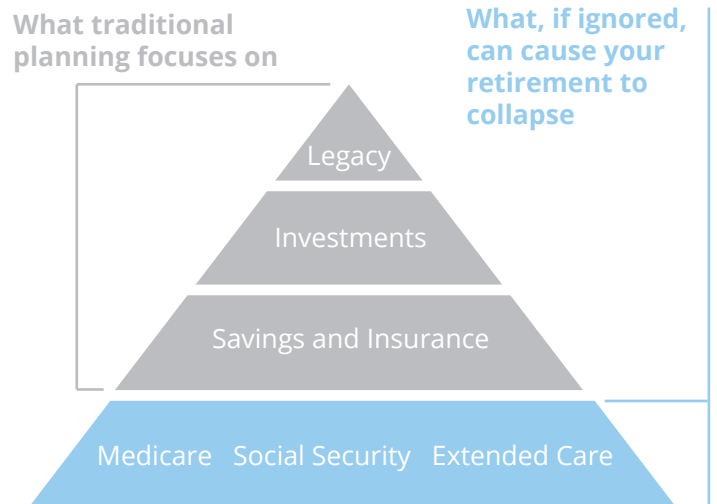 What traditional
planning focuses on
What, if ignored,
can cause your
retirement to
collapse
Legacy
Investments
Savings and Insurance
Medicare Social Security Extended Care